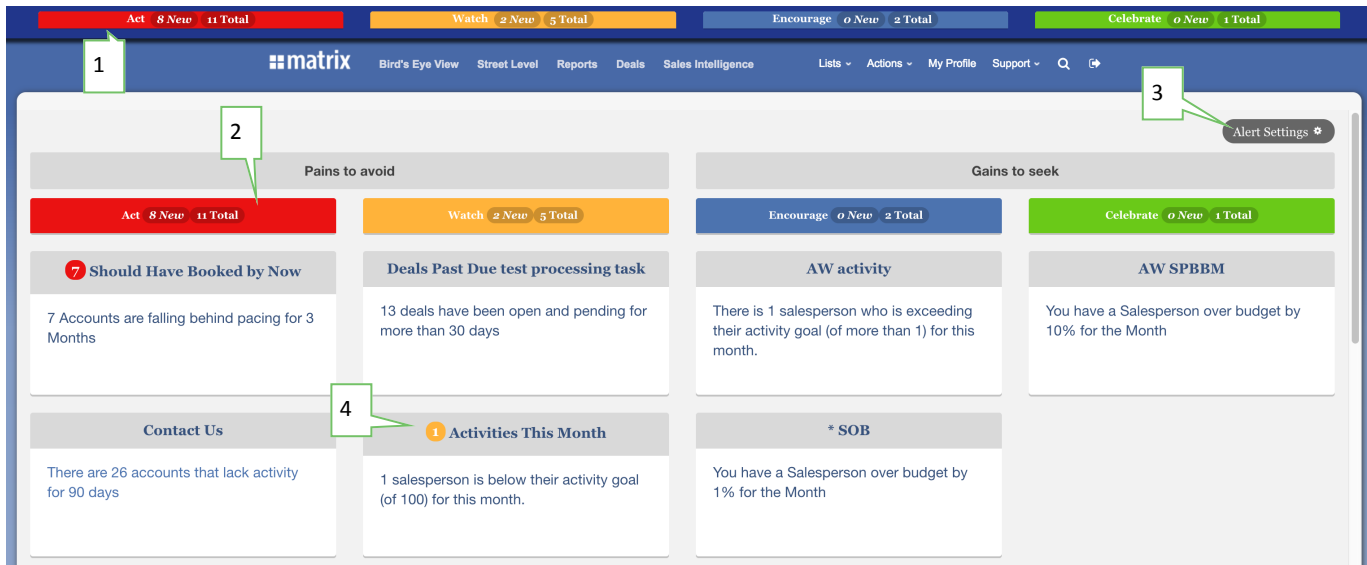 Act 8 New 11 Total
Watch 2 New 5 Total
Encourage 0 New 2 Total
Celebrate 0 New 1 Total
1
matrix
Bird's Eye View Street Level Reports Deals Sales Intelligence
Lists Actions My Profile Support
3
2
Alert Settings
Pains to avoid
Gains to seek
Act 8 New 11 Total
Watch 2 New 5 Total
Encourage 0 New 2 Total
Celebrate 0 New 1 Total
7 Should Have Booked by Now
7 Accounts are falling behind pacing for 3
Months
Deals Past Due test processing task
13 deals have been open and pending for
more than 30 days
AW activity
There is 1 salesperson who is exceeding
their activity goal (of more than 1) for this
month.
AW SPBBM
You have a Salesperson over budget by
10% for the Month
4
Contact Us
There are 26 accounts that lack activity
for 90 days
1 Activities This Month
1 salesperson is below their activity goal
(of 100) for this month.
* SOB
You have a Salesperson over budget by
1% for the Month